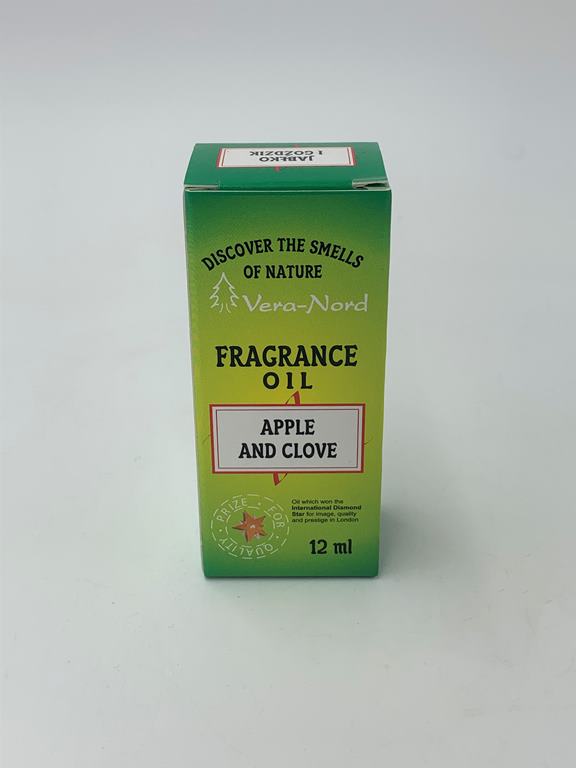 JABŁKO
I GOŹDZIK
DISCOVER THE SMELLS
OF NATURE
Vera-Nord
FRAGRANCE
OIL
APPLE
AND CLOVE
PRIZE · FOR · QUALITY ·
Oil which won the
International Diamond
Star for image, quality
and prestige in London
12 ml